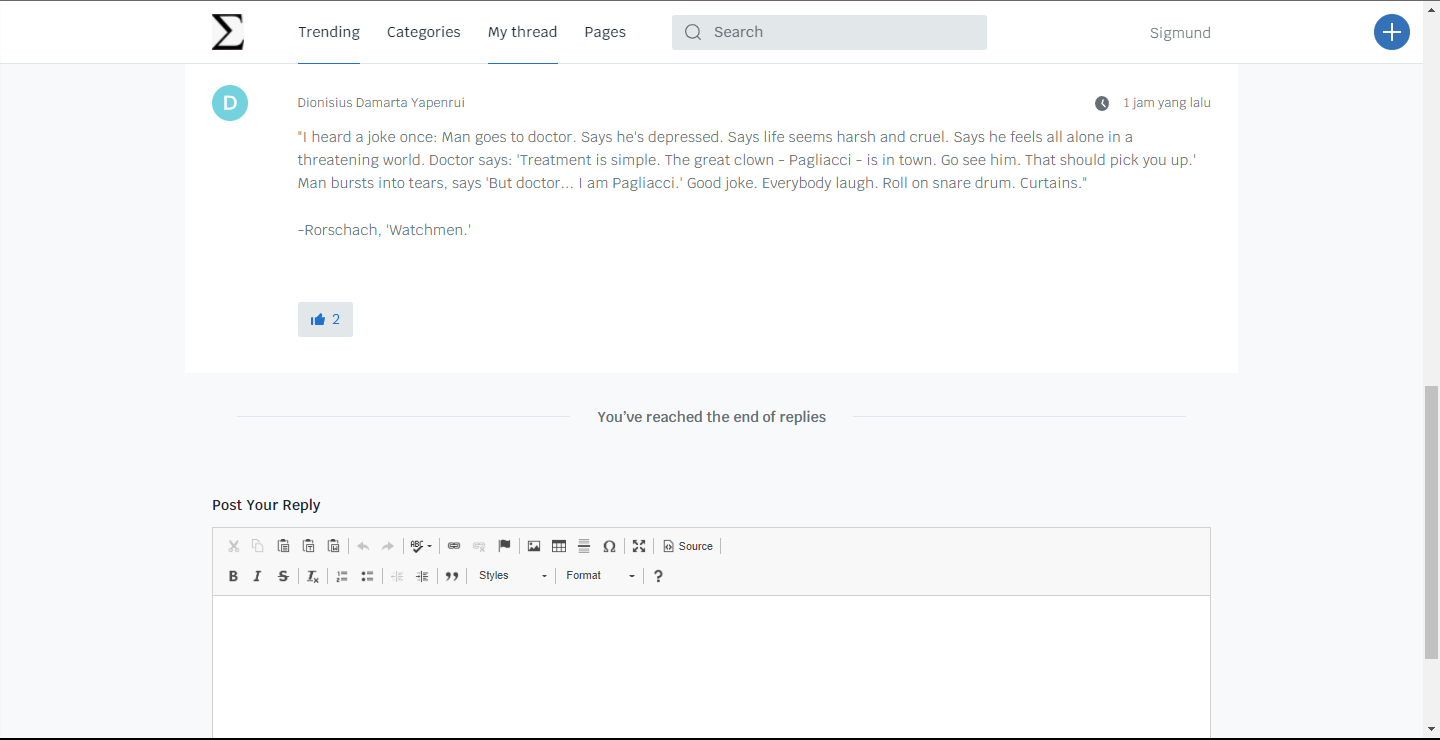 Σ
Trending Categories My thread Pages Search Sigmund
D
Dionisius Damarta Yapenrui 1 jam yang lalu
"I heard a joke once: Man goes to doctor. Says he's depressed. Says life seems harsh and cruel. Says he feels all alone in a
threatening world. Doctor says: 'Treatment is simple. The great clown - Pagliacci - is in town. Go see him. That should pick you up.'
Man bursts into tears, says 'But doctor... I am Pagliacci.' Good joke. Everybody laugh. Roll on snare drum. Curtains."
-Rorschach, 'Watchmen.'
2
You've reached the end of replies
Post Your Reply
ABC Ω Source
B I S Ix Styles Format ?